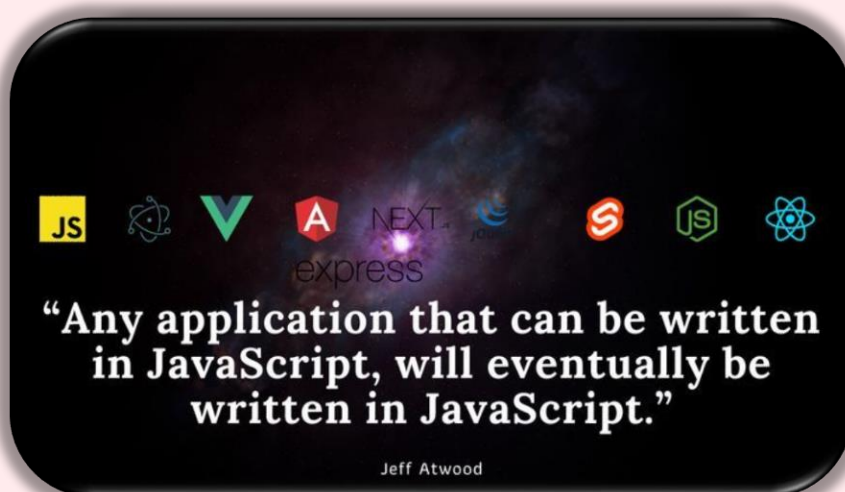 JS
A
NEXT
JS
express
“Any application that can be written
in JavaScript, will eventually be
written in JavaScript.”
Jeff Atwood